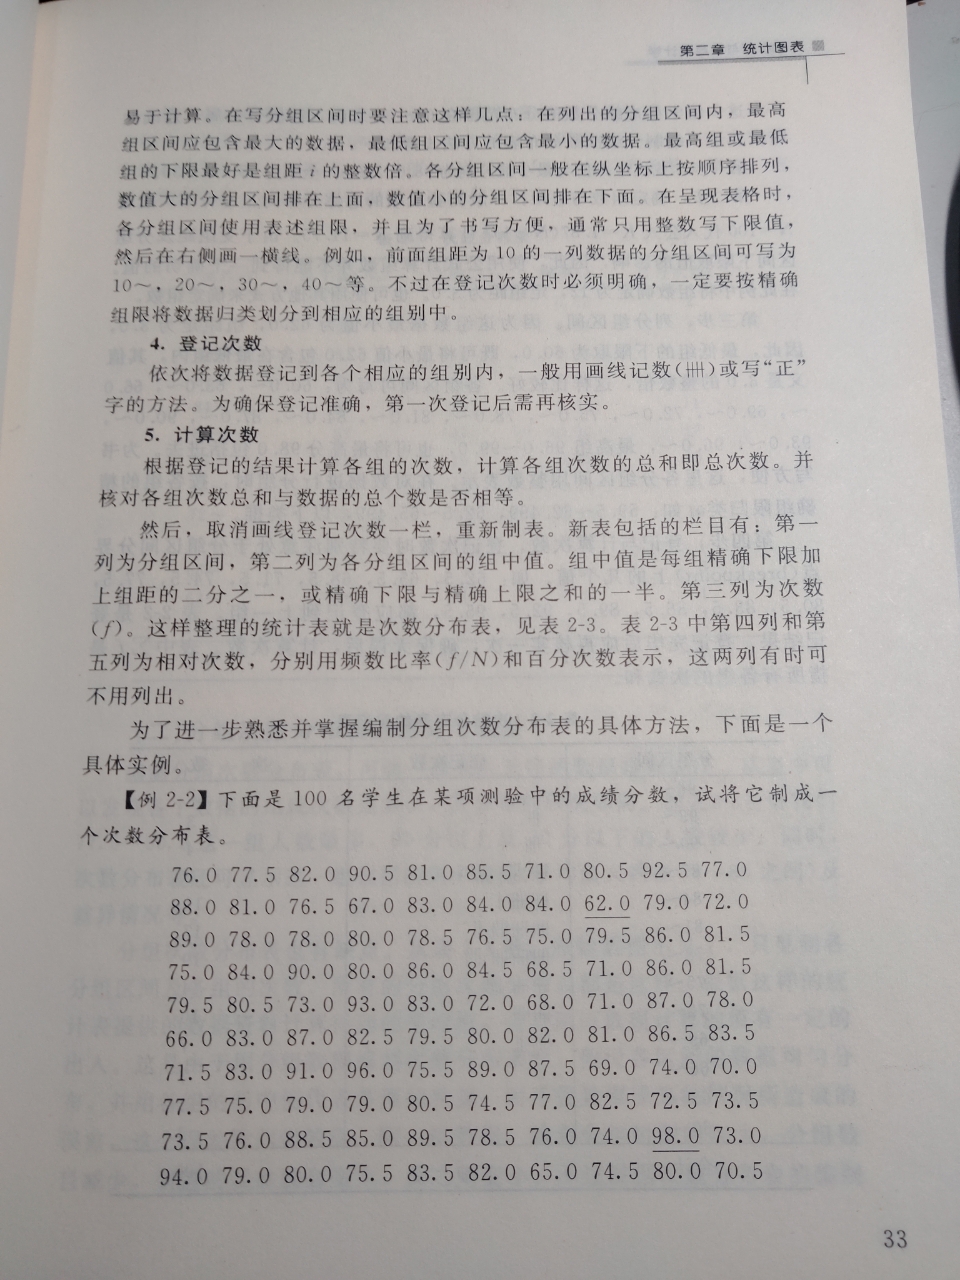 第二章 统计图表
易于计算。在写分组区间时要注意这样几点：在列出的分组区间内，最高
组区间应包含最大的数据，最低组区间应包含最小的数据。最高组或最低
组的下限最好是组距 i 的整数倍。各分组区间一般在纵坐标上按顺序排列，
数值大的分组区间排在上面，数值小的分组区间排在下面。在呈现表格时，
各分组区间使用表述组限，并且为了书写方便，通常只用整数写下限值，
然后在右侧画一横线。例如，前面组距为 10 的一列数据的分组区间可写为
10～，20～，30～，40～等。不过在登记次数时必须明确，一定要按精确
组限将数据归类划分到相应的组别中。
4. 登记次数
依次将数据登记到各个相应的组别内，一般用画线记数(卌)或写“正”
字的方法。为确保登记准确，第一次登记后需再核实。
5. 计算次数
根据登记的结果计算各组的次数，计算各组次数的总和即总次数。并
核对各组次数总和与数据的总个数是否相等。
然后，取消画线登记次数一栏，重新制表。新表包括的栏目有：第一
列为分组区间，第二列为各分组区间的组中值。组中值是每组精确下限加
上组距的二分之一，或精确下限与精确上限之和的一半。第三列为次数
(f)。这样整理的统计表就是次数分布表，见表 2-3。表 2-3 中第四列和第
五列为相对次数，分别用频数比率(f/N)和百分次数表示，这两列有时可
不用列出。
为了进一步熟悉并掌握编制分组次数分布表的具体方法，下面是一个
具体实例。
【例 2-2】下面是 100 名学生在某项测验中的成绩分数，试将它制成一
个次数分布表。
76.0 77.5 82.0 90.5 81.0 85.5 71.0 80.5 92.5 77.0
88.0 81.0 76.5 67.0 83.0 84.0 84.0 62.0 79.0 72.0
89.0 78.0 78.0 80.0 78.5 76.5 75.0 79.5 86.0 81.5
75.0 84.0 90.0 80.0 86.0 84.5 68.5 71.0 86.0 81.5
79.5 80.5 73.0 93.0 83.0 72.0 68.0 71.0 87.0 78.0
66.0 83.0 87.0 82.5 79.5 80.0 82.0 81.0 86.5 83.5
71.5 83.0 91.0 96.0 75.5 89.0 87.5 69.0 74.0 70.0
77.5 75.0 79.0 79.0 80.5 74.5 77.0 82.5 72.5 73.5
73.5 76.0 88.5 85.0 89.5 78.5 76.0 74.0 98.0 73.0
94.0 79.0 80.0 75.5 83.5 82.0 65.0 74.5 80.0 70.5
33